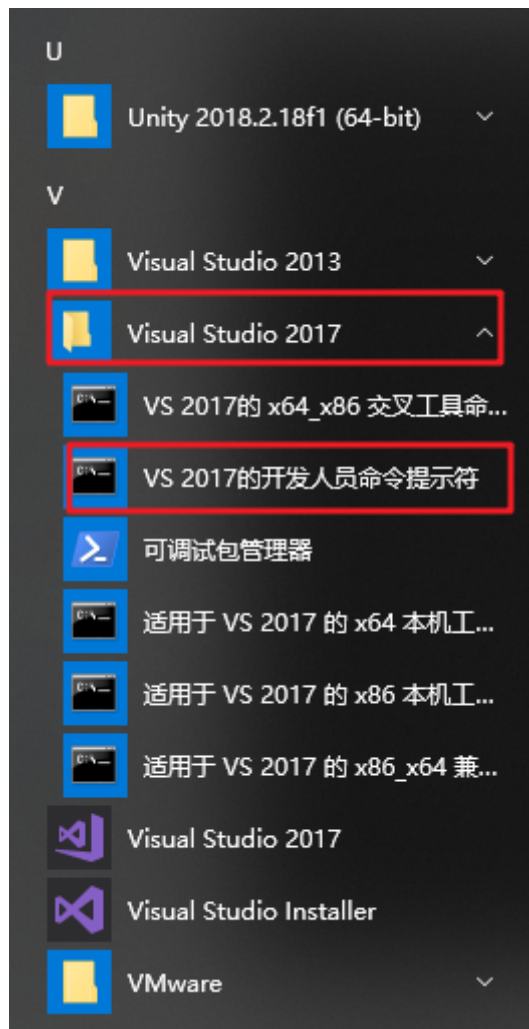 U
Unity 2018.2.18f1 (64-bit)
V
Visual Studio 2013
Visual Studio 2017
VS 2017的 x64_x86 交叉工具命...
VS 2017的开发人员命令提示符
可调试包管理器
适用于 VS 2017 的 x64 本机工...
适用于 VS 2017 的 x86 本机工...
适用于 VS 2017 的 x86_x64 兼...
Visual Studio 2017
Visual Studio Installer
VMware